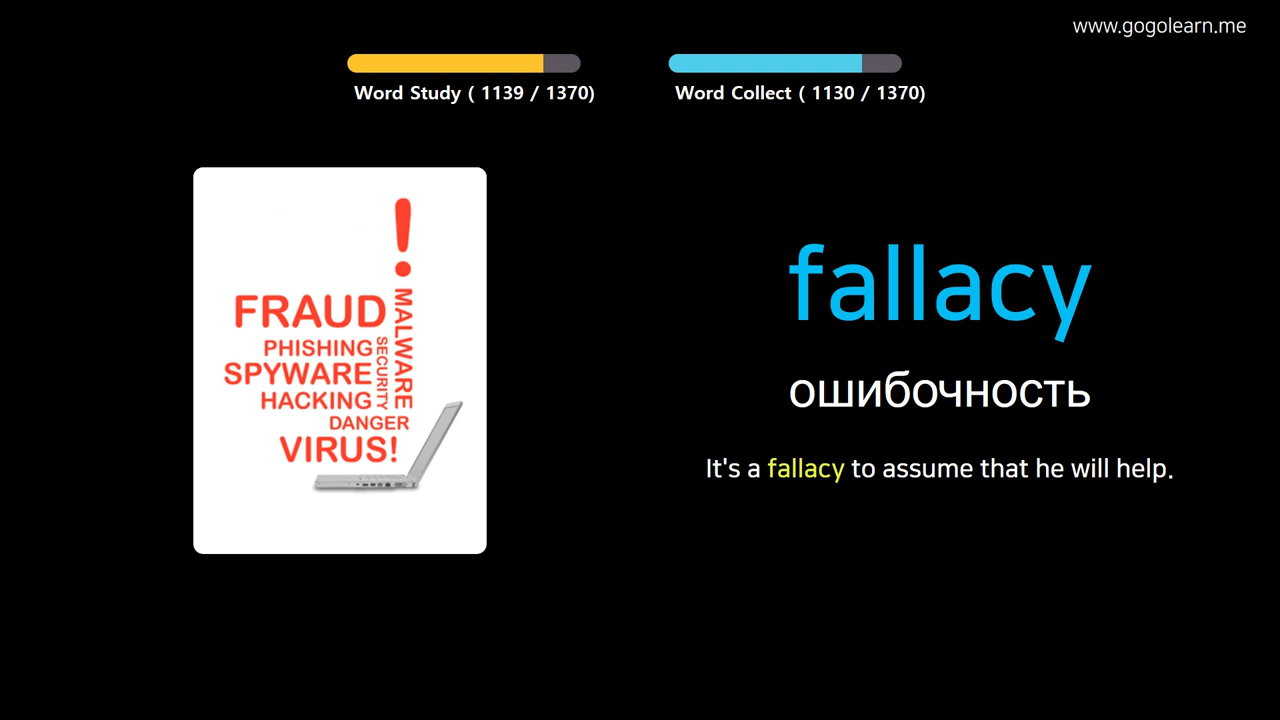 www.gogolearn.me
Word Study ( 1139 / 1370)
Word Collect ( 1130 / 1370)
!
FRAUD
PHISHING
SPYWARE
HACKING
DANGER
VIRUS!
SECURITY
MALWARE
fallacy
ошибочность
It's a fallacy to assume that he will help.